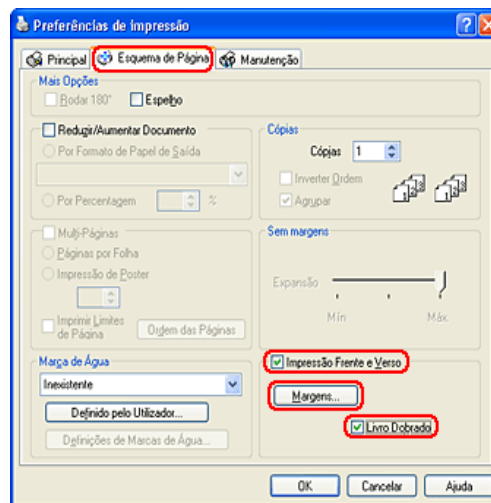 Preferências de impressão
Principal Esquema de Página Manutenção
Mais Opções
Rodar 180° Espelho
Reduzir/Aumentar Documento
Por Formato de Papel de Saída
Por Percentagem %
Cópias
Cópias 1
Inverter Ordem
Agrupar
Multi-Páginas
Páginas por Folha
Impressão de Poster
Imprimir Limites
de Página
Ordem das Páginas
Sem margens
Expansão
Mín Máx.
Marca de Água
Inexistente
Definido pelo Utilizador...
Definições de Marcas de Água...
Impressão Frente e Verso
Margens...
Livro Dobrado
OK Cancelar Ajuda